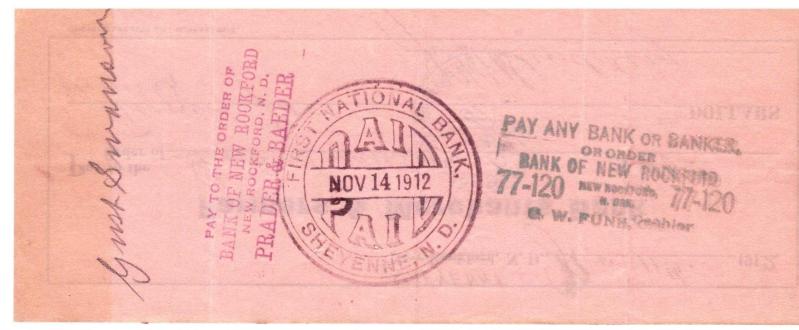 Gust Swanson
PAY TO THE ORDER OF
BANK OF NEW ROCKFORD
NEW ROCKFORD, N. D.
PRADER & BAEDER
FIRST NATIONAL BANK.
PAID
NOV 14 1912
PAID
SHEYENNE, N. D.
PAY ANY BANK OR BANKER,
OR ORDER
BANK OF NEW ROCKFORD
77-120 NEW ROCKFORD, 77-120
N. DAK.
G. W. FUNK, Cashier
DOLLARS
1912